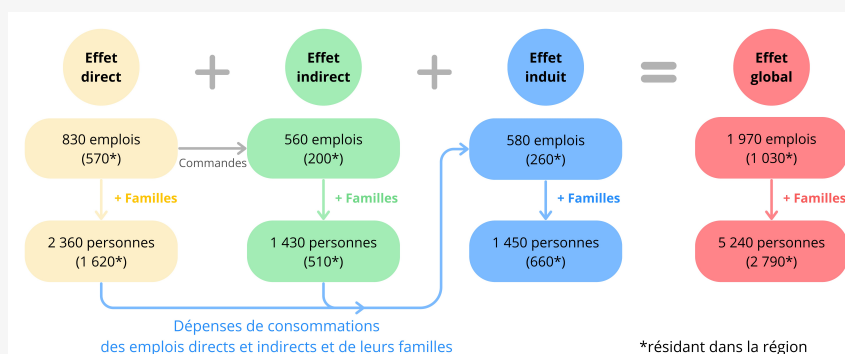 Effet
direct
+
Effet
indirect
+
Effet
induit
=
Effet
global
830 emplois
(570*)
Commandes
560 emplois
(200*)
580 emplois
(260*)
1 970 emplois
(1 030*)
+ Familles
+ Familles
+ Familles
+ Familles
2 360 personnes
(1 620*)
1 430 personnes
(510*)
1 450 personnes
(660*)
5 240 personnes
(2 790*)
Dépenses de consommations
des emplois directs et indirects et de leurs familles
*résidant dans la région